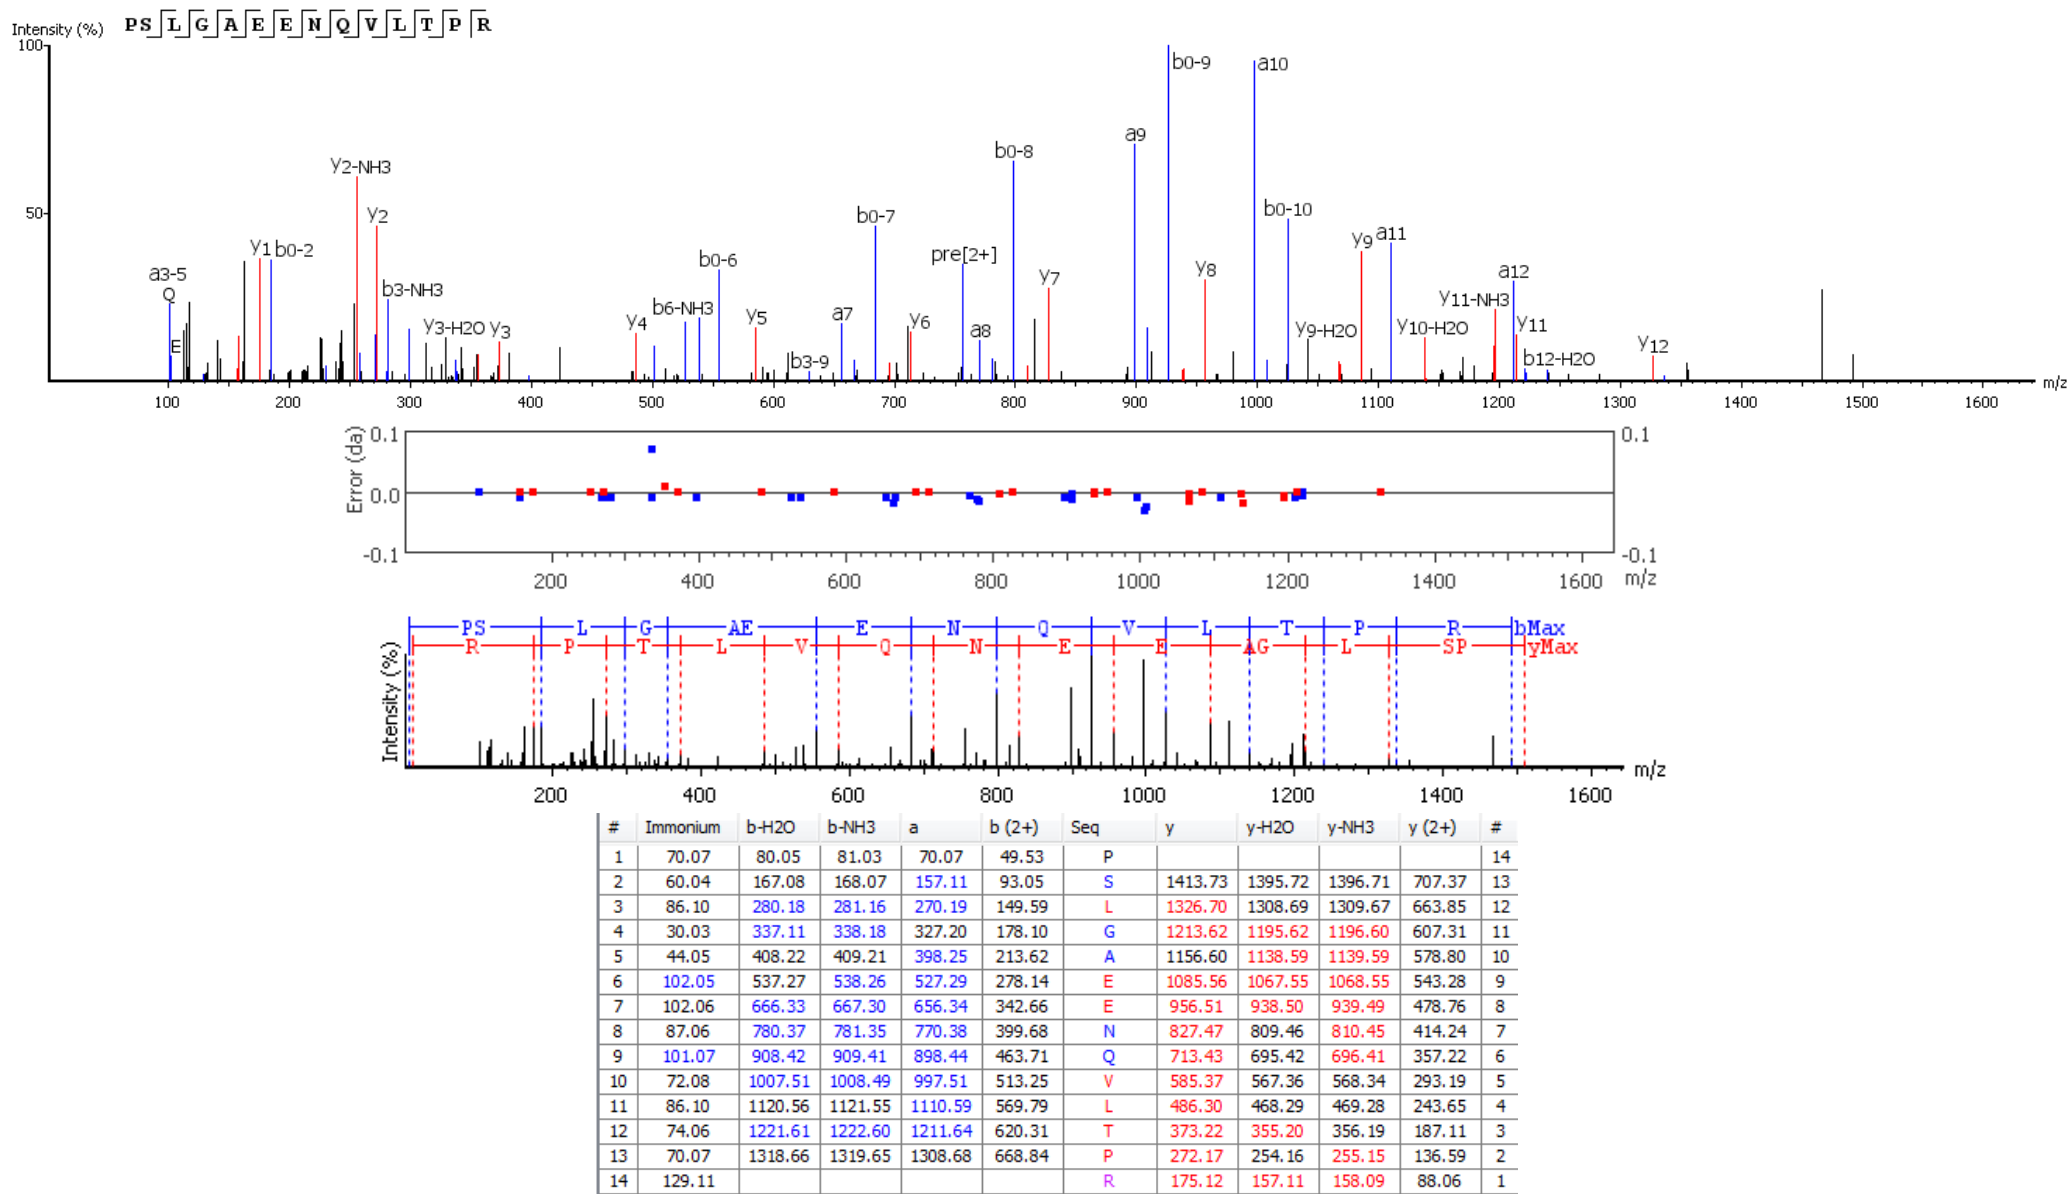 Intensity (%) PSLGAEENQVLTPR
100
50
a3-5
Q
E
y1
b0-2
y2-NH3
y2
b3-NH3
y3-H2O
y3
y4
b6-NH3
b0-6
y5
b3-9
a7
b0-7
y6
pre[2+]
a8
b0-8
y7
a9
b0-9
y8
a10
b0-10
y9-H2O
y9
a11
y10-H2O
y11-NH3
a12
y11
b12-H2O
y12
100 200 300 400 500 600 700 800 900 1000 1100 1200 1300 1400 1500 1600 m/z
Error (da)
0.1 0.1
0.0
-0.1 -0.1
200 400 600 800 1000 1200 1400 1600 m/z
PS L G AE E N Q V L T P R bMax
R P T L V Q N E E AG L SP yMax
Intensity (%)
m/z
200 400 600 800 1000 1200 1400 1600
# Immonium b-H2O b-NH3 a b (2+) Seq y y-H2O y-NH3 y (2+) #
1 70.07 80.05 81.03 70.07 49.53 P 14
2 60.04 167.08 168.07 157.11 93.05 S 1413.73 1395.72 1396.71 707.37 13
3 86.10 280.18 281.16 270.19 149.59 L 1326.70 1308.69 1309.67 663.85 12
4 30.03 337.11 338.18 327.20 178.10 G 1213.62 1195.62 1196.60 607.31 11
5 44.05 408.22 409.21 398.25 213.62 A 1156.60 1138.59 1139.59 578.80 10
6 102.05 537.27 538.26 527.29 278.14 E 1085.56 1067.55 1068.55 543.28 9
7 102.06 666.33 667.30 656.34 342.66 E 956.51 938.50 939.49 478.76 8
8 87.06 780.37 781.35 770.38 399.68 N 827.47 809.46 810.45 414.24 7
9 101.07 908.42 909.41 898.44 463.71 Q 713.43 695.42 696.41 357.22 6
10 72.08 1007.51 1008.49 997.51 513.25 V 585.37 567.36 568.34 293.19 5
11 86.10 1120.56 1121.55 1110.59 569.79 L 486.30 468.29 469.28 243.65 4
12 74.06 1221.61 1222.60 1211.64 620.31 T 373.22 355.20 356.19 187.11 3
13 70.07 1318.66 1319.65 1308.68 668.84 P 272.17 254.16 255.15 136.59 2
14 129.11 R 175.12 157.11 158.09 88.06 1